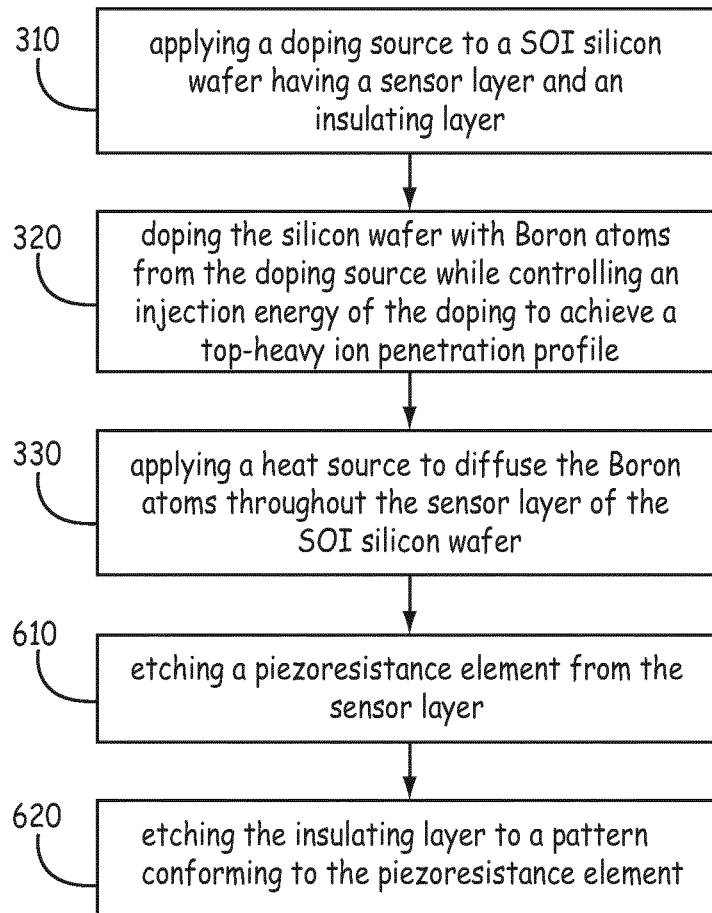 310
applying a doping source to a SOI silicon
wafer having a sensor layer and an
insulating layer
320
doping the silicon wafer with Boron atoms
from the doping source while controlling an
injection energy of the doping to achieve a
top-heavy ion penetration profile
330
applying a heat source to diffuse the Boron
atoms throughout the sensor layer of the
SOI silicon wafer
610
etching a piezoresistance element from the
sensor layer
620
etching the insulating layer to a pattern
conforming to the piezoresistance element